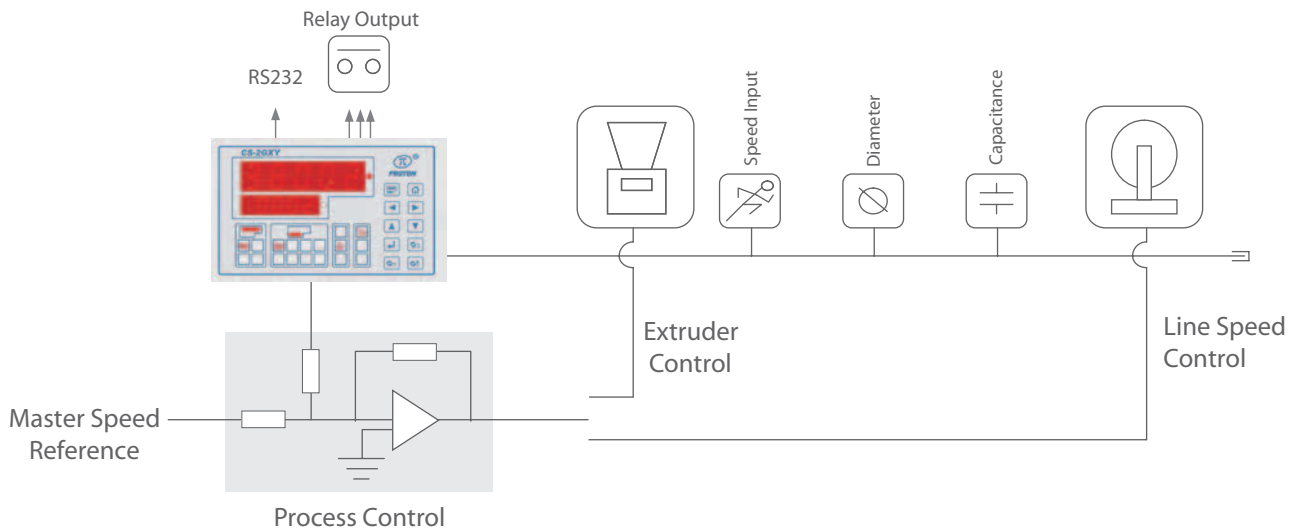 Relay Output
RS232
CS-2GXY
PROTON
Speed Input
Diameter
Capacitance
Extruder
Control
Line Speed
Control
Master Speed
Reference
Process Control